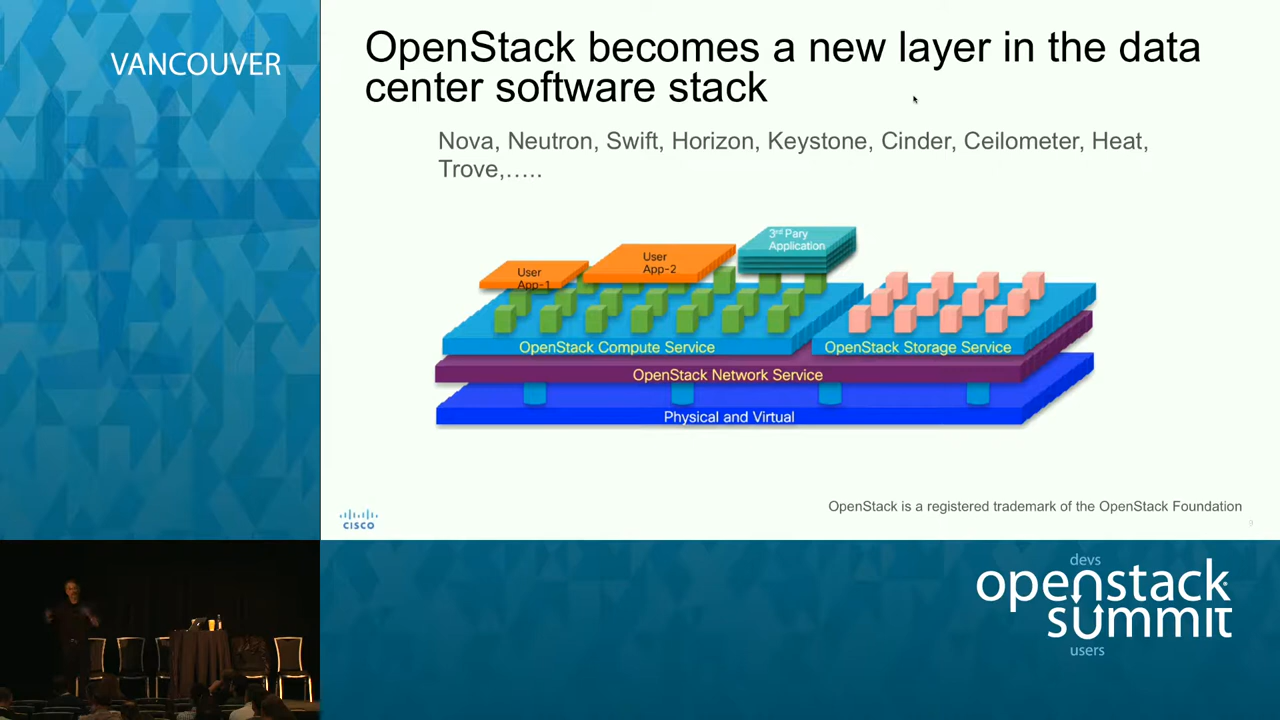 VANCOUVER
OpenStack becomes a new layer in the data
center software stack
Nova, Neutron, Swift, Horizon, Keystone, Cinder, Ceilometer, Heat,
Trove,…..
3rd Pary
Application
User
App-2
User
App-1
OpenStack Compute Service
OpenStack Storage Service
OpenStack Network Service
Physical and Virtual
OpenStack is a registered trademark of the OpenStack Foundation
CISCO
9
devs
openstack
summit
users